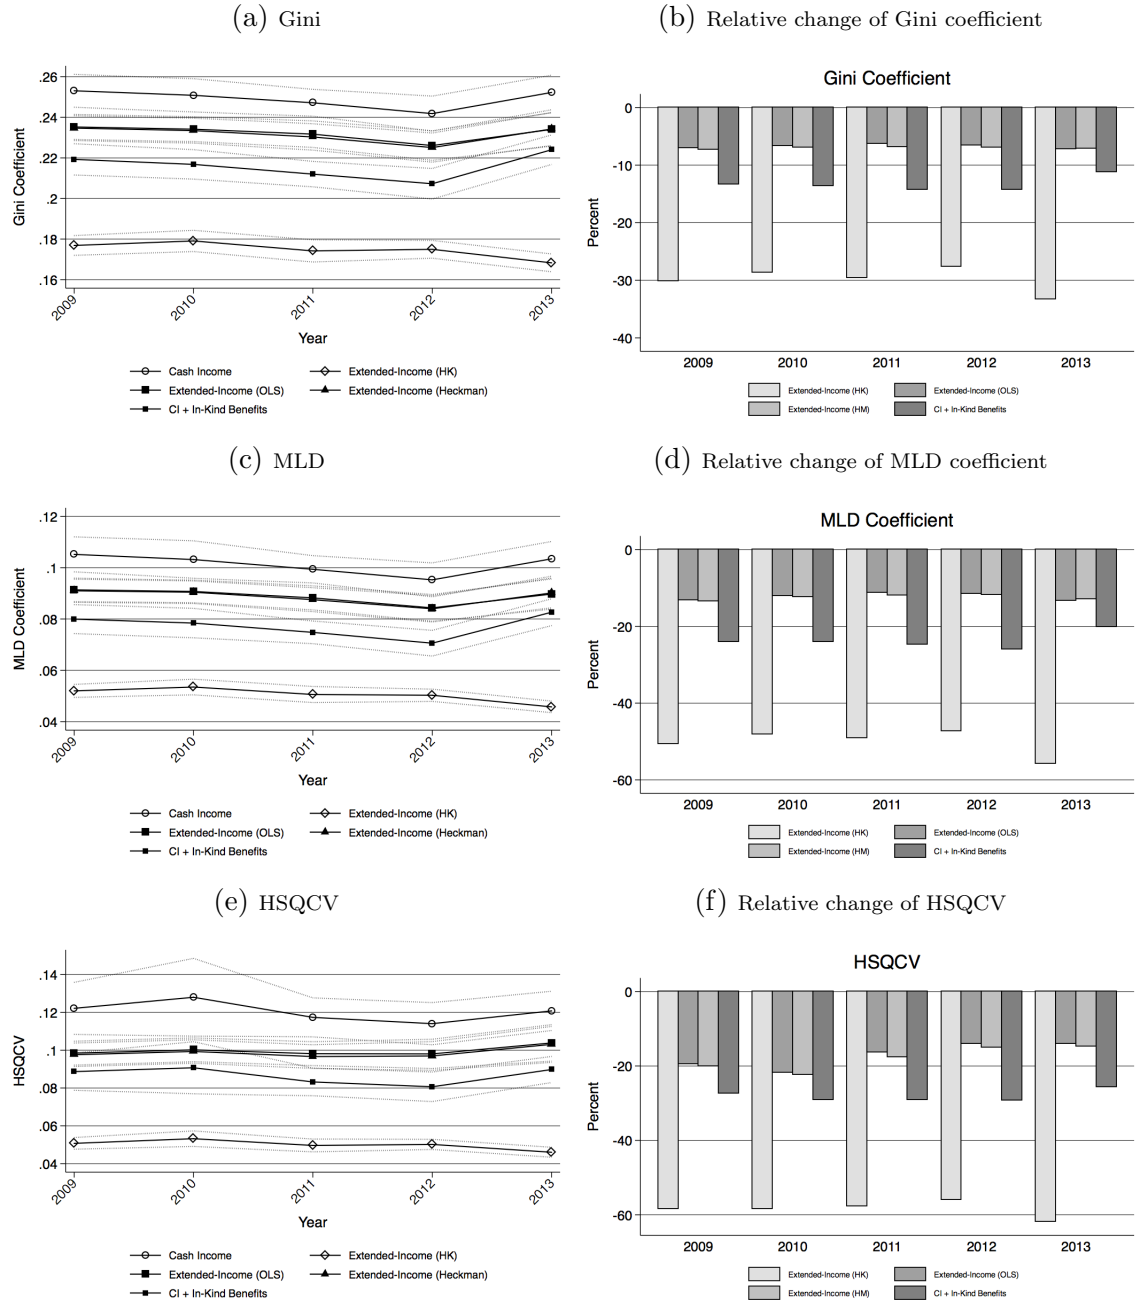 (a) Gini
(b) Relative change of Gini coefficient
Gini Coefficient
.26
.24
.22
.2
.18
.16
2009
2010
2011
2012
2013
Year
Cash Income
Extended-Income (HK)
Extended-Income (OLS)
Extended-Income (Heckman)
CI + In-Kind Benefits
Gini Coefficient
Percent
0
-10
-20
-30
-40
2009
2010
2011
2012
2013
Extended-Income (HK)
Extended-Income (OLS)
Extended-Income (HM)
CI + In-Kind Benefits
(c) MLD
(d) Relative change of MLD coefficient
MLD Coefficient
.12
.1
.08
.06
.04
2009
2010
2011
2012
2013
Year
Cash Income
Extended-Income (HK)
Extended-Income (OLS)
Extended-Income (Heckman)
CI + In-Kind Benefits
MLD Coefficient
Percent
0
-20
-40
-60
2009
2010
2011
2012
2013
Extended-Income (HK)
Extended-Income (OLS)
Extended-Income (HM)
CI + In-Kind Benefits
(e) HSQCV
(f) Relative change of HSQCV
HSQCV
.14
.12
.1
.08
.06
.04
2009
2010
2011
2012
2013
Year
Cash Income
Extended-Income (HK)
Extended-Income (OLS)
Extended-Income (Heckman)
CI + In-Kind Benefits
HSQCV
Percent
0
-20
-40
-60
2009
2010
2011
2012
2013
Extended-Income (HK)
Extended-Income (OLS)
Extended-Income (HM)
CI + In-Kind Benefits